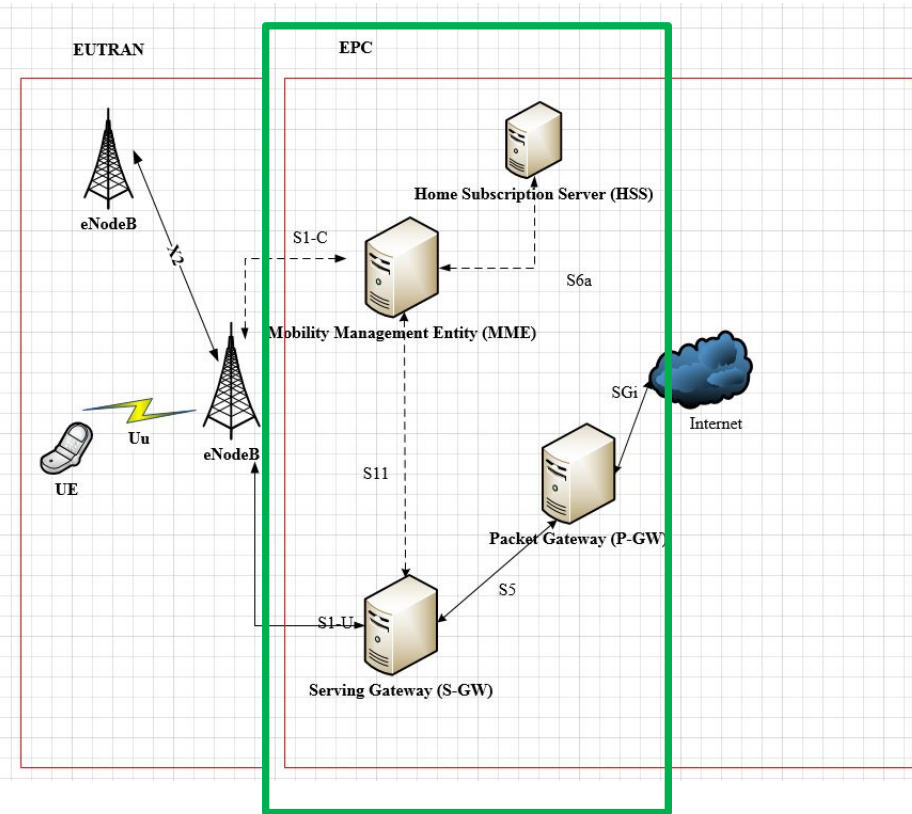 EUTRAN
EPC
Home Subscription Server (HSS)
eNodeB
S1-C
X2
S6a
Mobility Management Entity (MME)
SGi
Internet
Uu
eNodeB
UE
S11
Packet Gateway (P-GW)
S5
S1-U
Serving Gateway (S-GW)